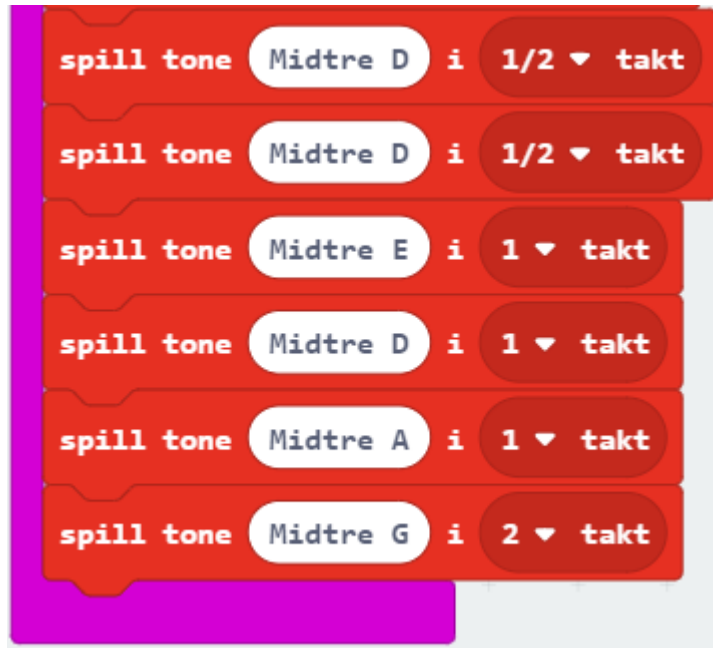 spill tone Midtre D i 1/2 takt
spill tone Midtre D i 1/2 takt
spill tone Midtre E i 1 takt
spill tone Midtre D i 1 takt
spill tone Midtre A i 1 takt
spill tone Midtre G i 2 takt